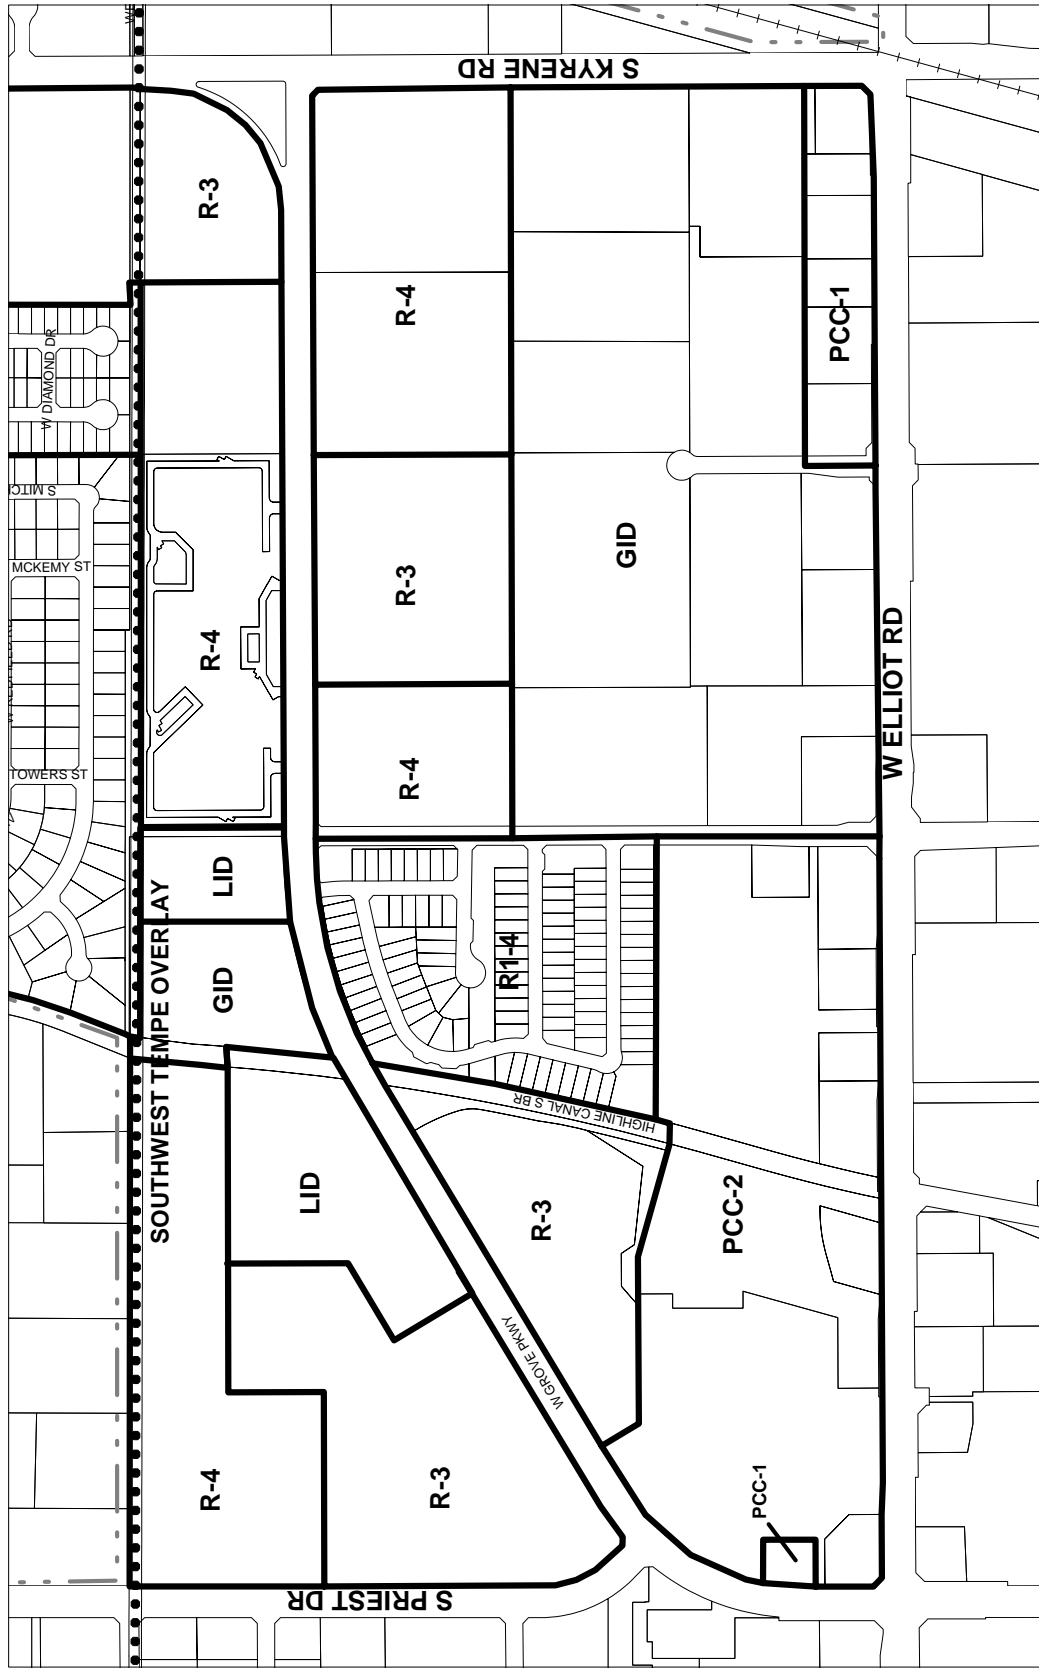 S KYRENE RD
R-3
R-4
PCC-1
W DIAMOND DR
MCKEMY ST
R-4
R-3
GID
TOWERS ST
R-4
W ELLIOT RD
LID
GID
R1-4
SOUTHWEST TEMPE OVERLAY
HIGHLINE CANAL S BR
LID
R-3
PCC-2
W GROVE PKWY
R-4
R-3
PCC-1
S PRIEST DR